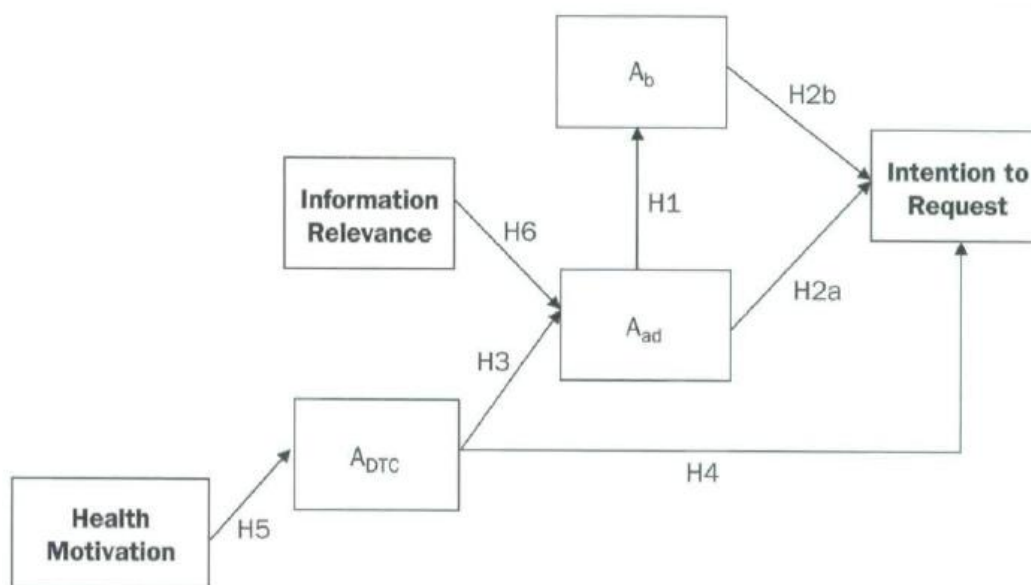 A_b
H2b
Intention to
Request
Information
Relevance
H1
H6
H2a
A_ad
H3
A_DTC
H4
Health
Motivation
H5